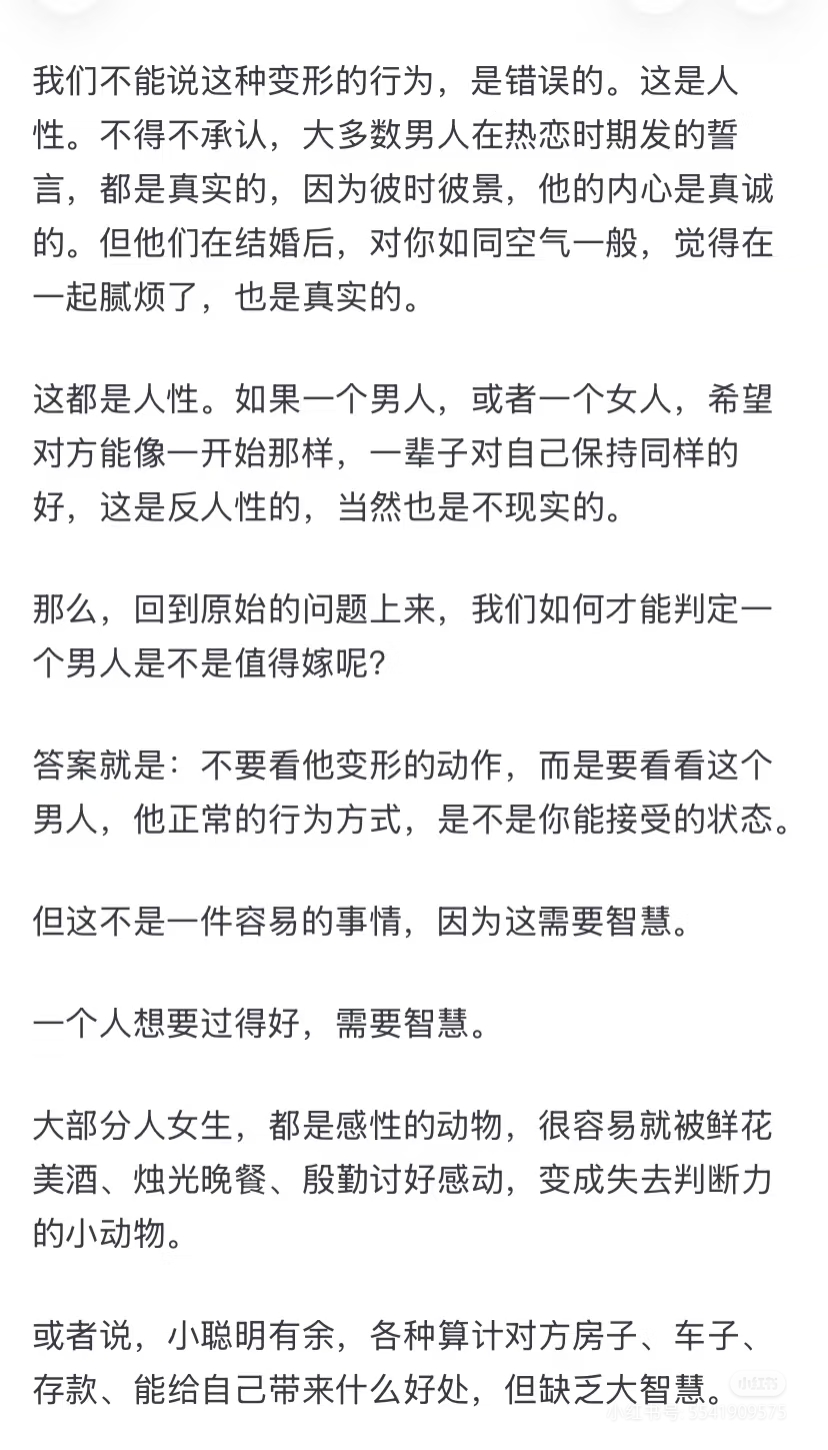 我们不能说这种变形的行为，是错误的。这是人
性。不得不承认，大多数男人在热恋时期发的誓
言，都是真实的，因为彼时彼景，他的内心是真诚
的。但他们在结婚后，对你如同空气一般，觉得在
一起腻烦了，也是真实的。
这都是人性。如果一个男人，或者一个女人，希望
对方能像一开始那样，一辈子对自己保持同样的
好，这是反人性的，当然也是不现实的。
那么，回到原始的问题上来，我们如何才能判定一
个男人是不是值得嫁呢？
答案就是：不要看他变形的动作，而是要看看这个
男人，他正常的行为方式，是不是你能接受的状态。
但这不是一件容易的事情，因为这需要智慧。
一个人想要过得好，需要智慧。
大部分人女生，都是感性的动物，很容易就被鲜花
美酒、烛光晚餐、殷勤讨好感动，变成失去判断力
的小动物。
或者说，小聪明有余，各种算计对方房子、车子、
存款、能给自己带来什么好处，但缺乏大智慧。
小红书
小红书号: